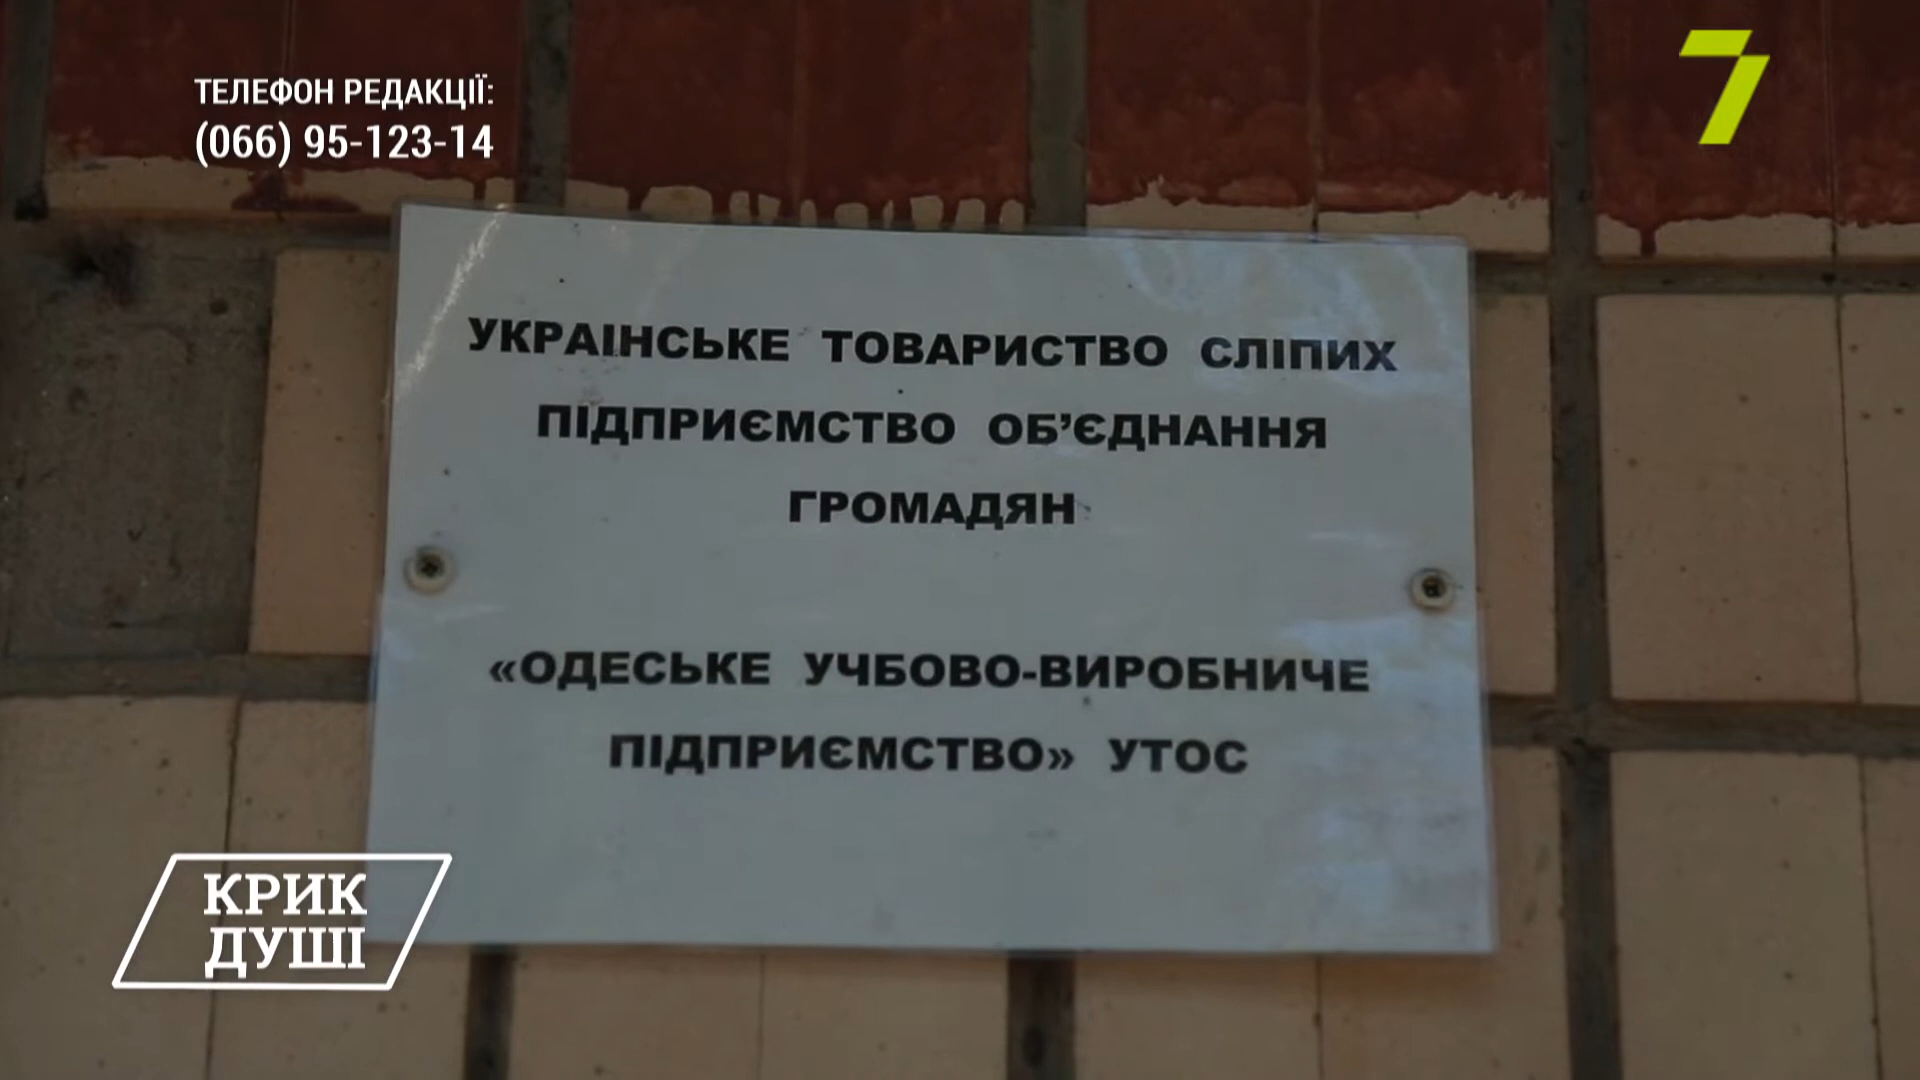 ТЕЛЕФОН РЕДАКЦІЇ:
(066) 95-123-14
7
УКРАІНСЬКЕ ТОВАРИСТВО СЛІПИХ
ПІДПРИЄМСТВО ОБ’ЄДНАННЯ
ГРОМАДЯН
«ОДЕСЬКЕ УЧБОВО-ВИРОБНИЧЕ
ПІДПРИЄМСТВО» УТОС
КРИК
ДУШІ